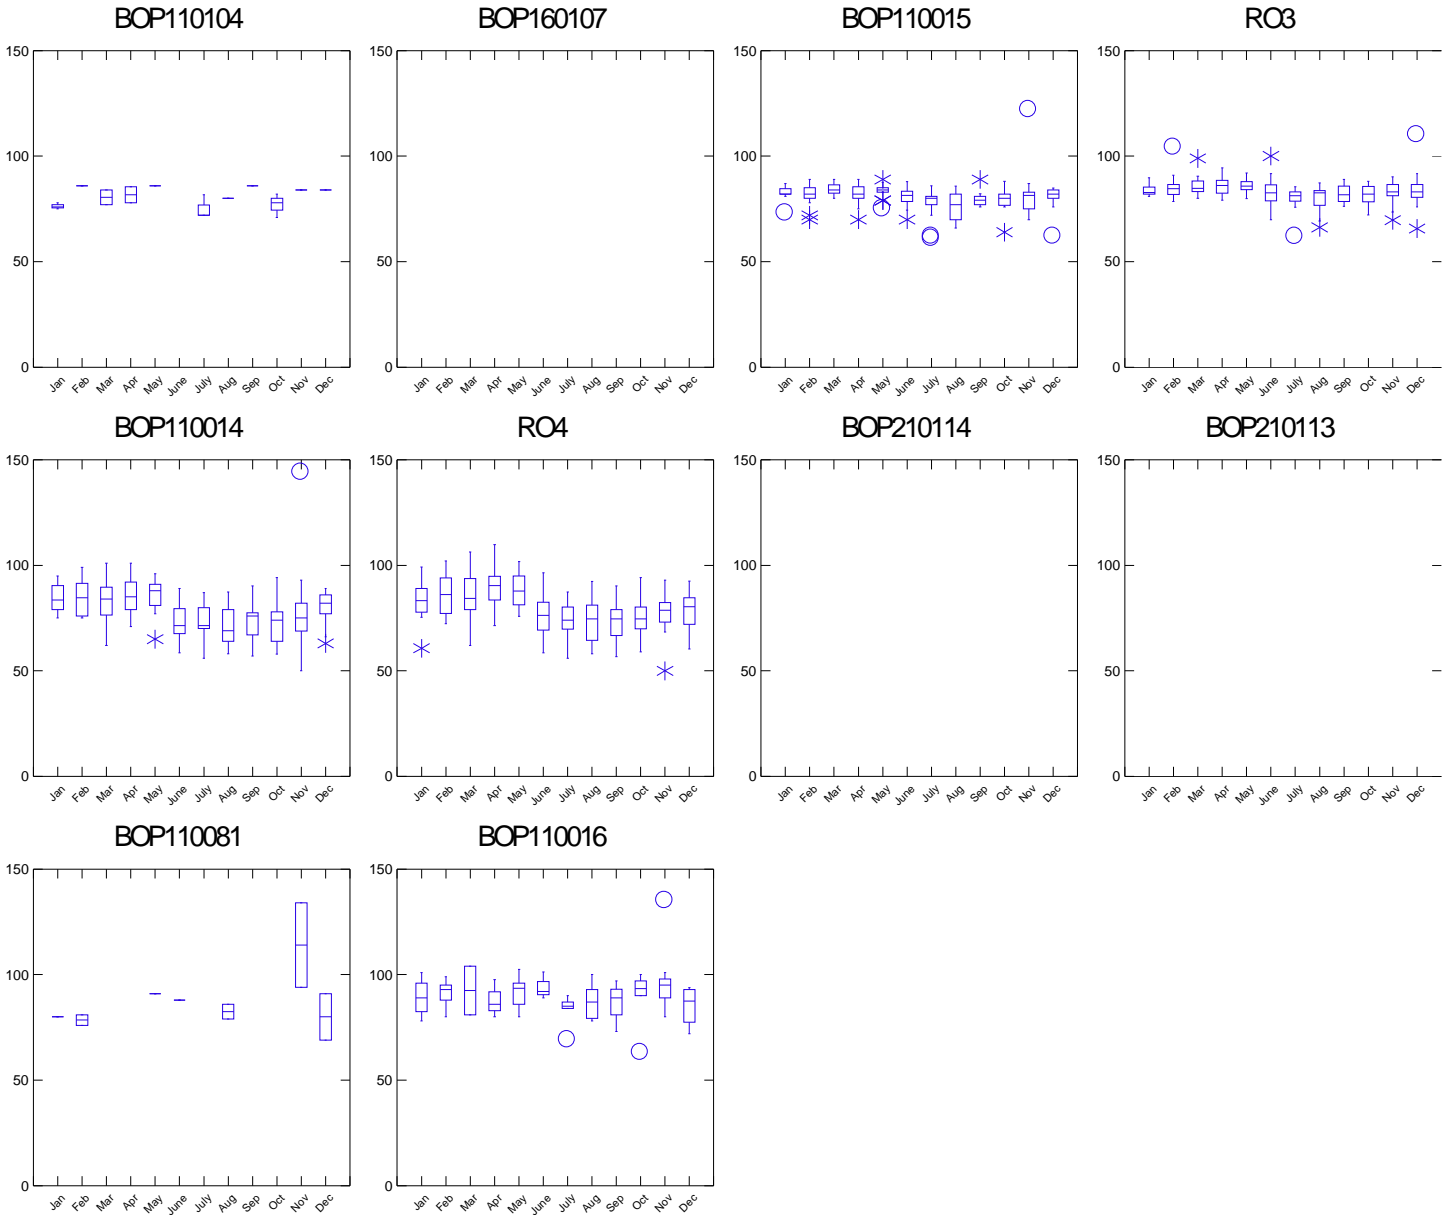 BOP110104 BOP160107 BOP110015 RO3
150 150 150 150
100 100 100 100
50 50 50 50
0 0 0 0
Jan Feb Mar Apr May June July Aug Sep Oct Nov Dec Jan Feb Mar Apr May June July Aug Sep Oct Nov Dec Jan Feb Mar Apr May June July Aug Sep Oct Nov Dec Jan Feb Mar Apr May June July Aug Sep Oct Nov Dec
BOP110014 RO4 BOP210114 BOP210113
150 150 150 150
100 100 100 100
50 50 50 50
0 0 0 0
Jan Feb Mar Apr May June July Aug Sep Oct Nov Dec Jan Feb Mar Apr May June July Aug Sep Oct Nov Dec Jan Feb Mar Apr May June July Aug Sep Oct Nov Dec Jan Feb Mar Apr May June July Aug Sep Oct Nov Dec
BOP110081 BOP110016
150 150
100 100
50 50
0 0
Jan Feb Mar Apr May June July Aug Sep Oct Nov Dec Jan Feb Mar Apr May June July Aug Sep Oct Nov Dec